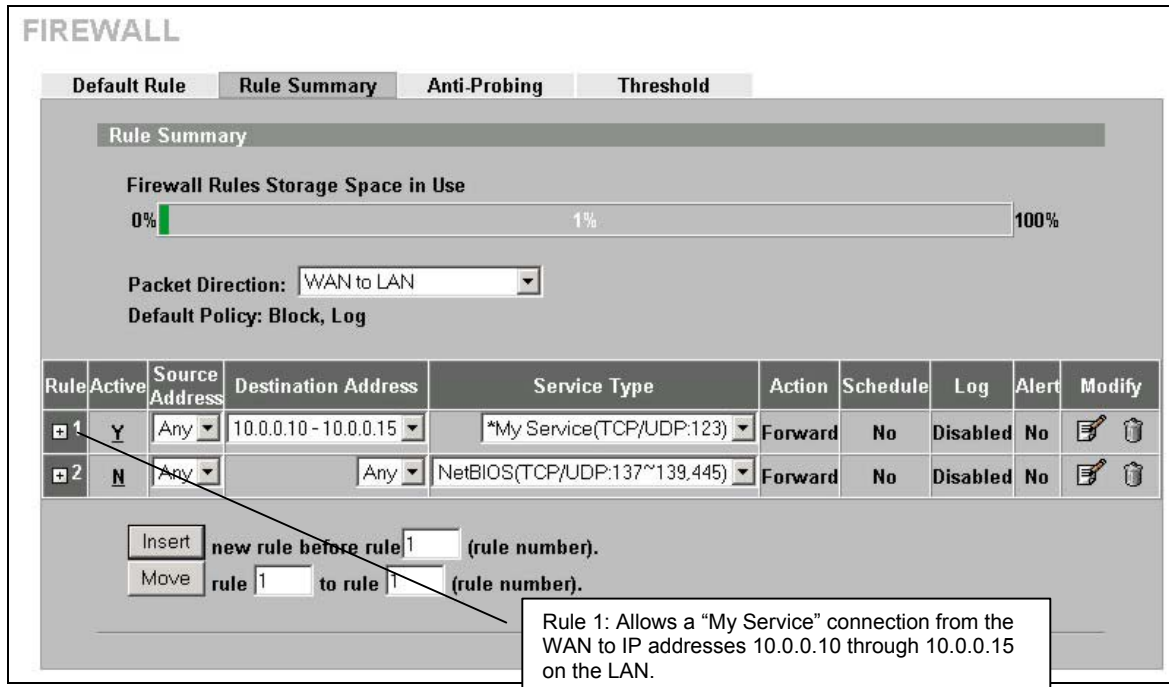 FIREWALL
Default Rule Rule Summary Anti-Probing Threshold
Rule Summary
Firewall Rules Storage Space in Use
0% 1% 100%
Packet Direction: WAN to LAN
Default Policy: Block, Log
Rule Active Source Address Destination Address Service Type Action Schedule Log Alert Modify
1 Y Any 10.0.0.10 - 10.0.0.15 *My Service(TCP/UDP:123) Forward No Disabled No
2 N Any Any NetBIOS(TCP/UDP:137~139,445) Forward No Disabled No
Insert new rule before rule 1 (rule number).
Move rule 1 to rule 1 (rule number).
Rule 1: Allows a “My Service” connection from the
WAN to IP addresses 10.0.0.10 through 10.0.0.15
on the LAN.